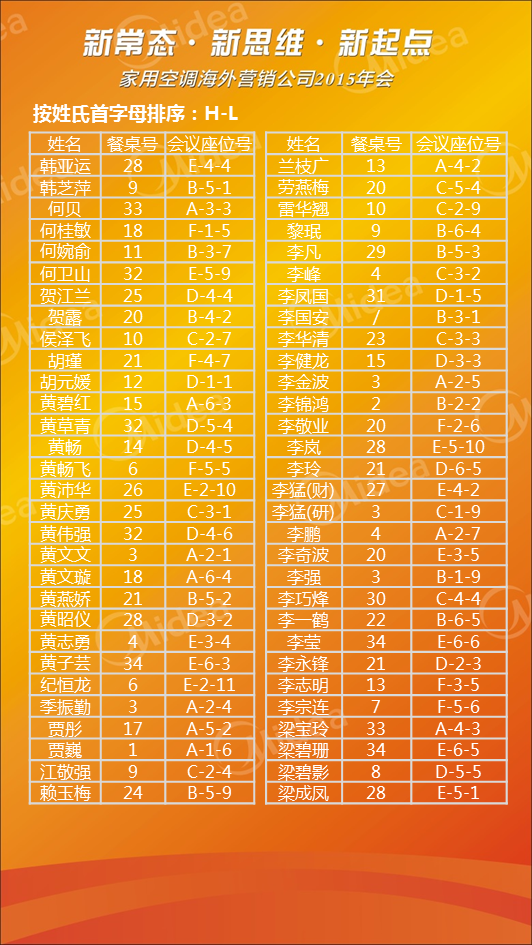 新常态·新思维·新起点
家用空调海外营销公司2015年会
按姓氏首字母排序：H-L
姓名 餐桌号 会议座位号
韩亚运 28 E-4-4
韩芝萍 9 B-5-1
何贝 33 A-3-3
何桂敏 18 F-1-5
何婉俞 11 B-3-7
何卫山 32 E-5-9
贺江兰 25 D-4-4
贺露 20 B-4-2
侯泽飞 10 C-2-7
胡瑾 21 F-4-7
胡元媛 12 D-1-1
黄碧红 15 A-6-3
黄草青 32 D-5-4
黄畅 14 D-4-5
黄畅飞 6 F-5-5
黄沛华 26 E-2-10
黄庆勇 25 C-3-1
黄伟强 32 D-4-6
黄文文 3 A-2-1
黄文璇 18 A-6-4
黄燕娇 21 B-5-2
黄昭仪 28 D-3-2
黄志勇 4 E-3-4
黄子芸 34 E-6-3
纪恒龙 6 E-2-11
季振勤 3 A-2-4
贾彤 17 A-5-2
贾巍 1 A-1-6
江敬强 9 C-2-4
赖玉梅 24 B-5-9
姓名 餐桌号 会议座位号
兰枝广 13 A-4-2
劳燕梅 20 C-5-4
雷华翘 10 C-2-9
黎珉 9 B-6-4
李凡 29 B-5-3
李峰 4 C-3-2
李凤国 31 D-1-5
李国安 7 B-3-1
李华清 23 C-3-3
李健龙 15 D-3-3
李金波 3 A-2-5
李锦鸿 2 B-2-2
李敬业 20 F-2-6
李岚 28 E-5-10
李玲 21 D-6-5
李猛(财) 27 E-4-2
李猛(研) 3 C-1-9
李鹏 4 A-2-7
李奇波 20 E-3-5
李强 3 B-1-9
李巧烽 30 C-4-4
李一鹤 22 B-6-5
李莹 34 E-6-6
李永锋 21 D-2-3
李志明 13 F-3-5
李宗连 7 F-5-6
梁宝玲 33 A-4-3
梁碧珊 34 E-6-5
梁碧影 8 D-5-5
梁成凤 28 E-5-1